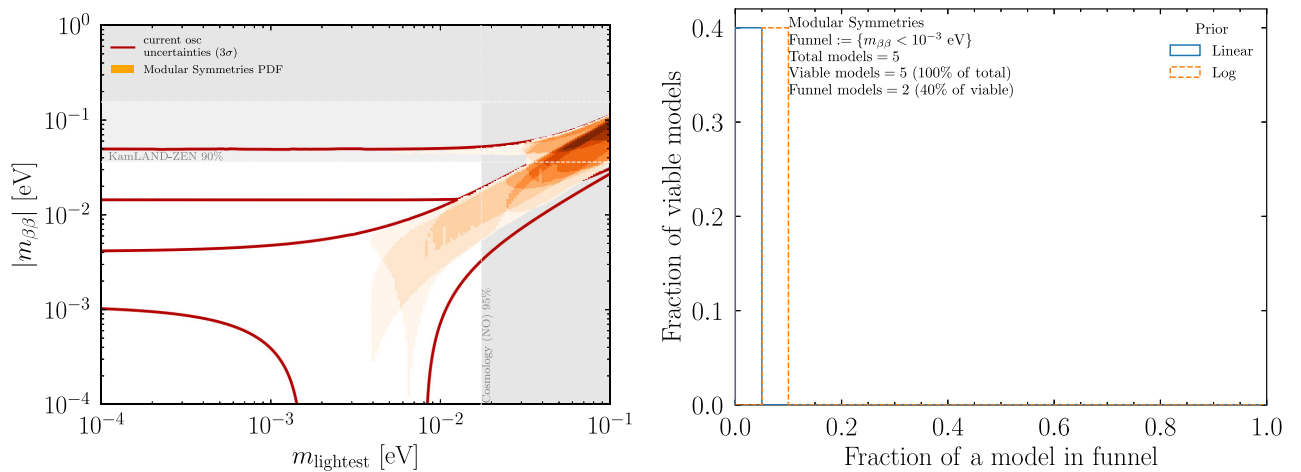 10⁰
10⁻¹
10⁻²
10⁻³
10⁻⁴
|mββ| [eV]
current osc
uncertainties (3σ)
Modular Symmetries PDF
KamLAND-ZEN 90%
Cosmology (NO) 95%
10⁻⁴
10⁻³
10⁻²
10⁻¹
m_lightest [eV]
0.4
0.3
0.2
0.1
0.0
Fraction of viable models
Modular Symmetries
Funnel := {mββ < 10⁻³ eV}
Total models = 5
Viable models = 5 (100% of total)
Funnel models = 2 (40% of viable)
Prior
Linear
Log
0.0
0.2
0.4
0.6
0.8
1.0
Fraction of a model in funnel